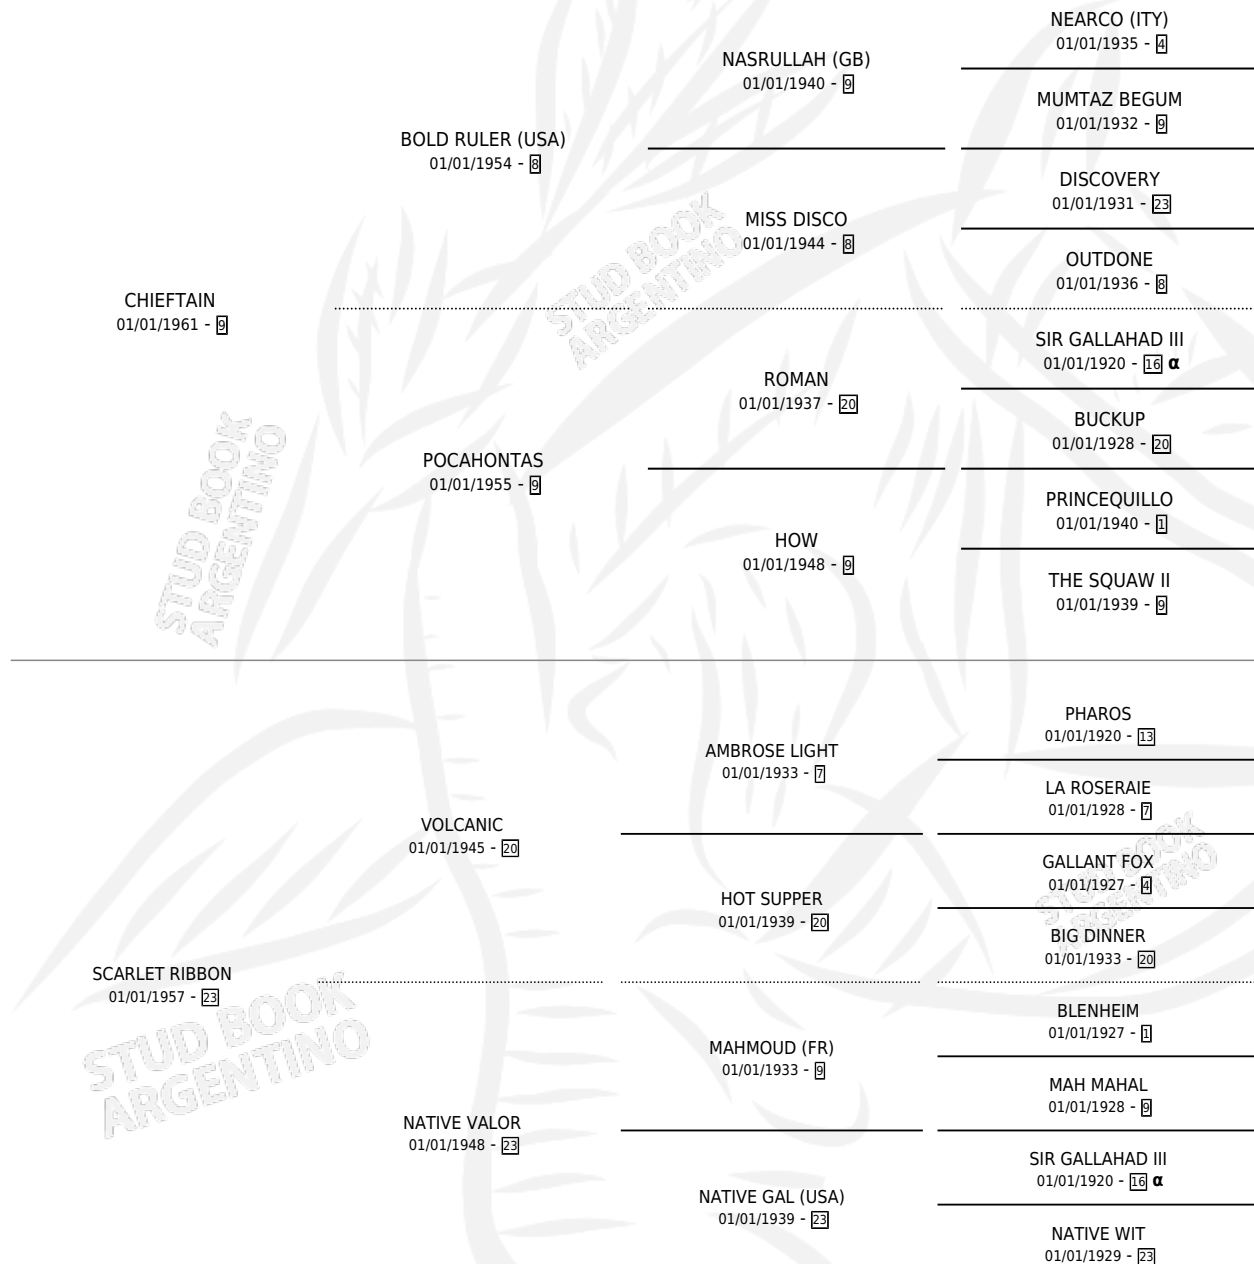 NEARCO (ITY)
01/01/1935 - 4
NASRULLAH (GB)
01/01/1940 - 9
MUMTAZ BEGUM
01/01/1932 - 9
BOLD RULER (USA)
01/01/1954 - 8
DISCOVERY
01/01/1931 - 23
MISS DISCO
01/01/1944 - 8
OUTDONE
01/01/1936 - 8
CHIEFTAIN
01/01/1961 - 9
STUD BOOK
ARGENTINO
SIR GALLAHAD III
01/01/1920 - 16 α
ROMAN
01/01/1937 - 20
BUCKUP
01/01/1928 - 20
POCAHONTAS
01/01/1955 - 9
PRINCEQUILLO
01/01/1940 - 1
HOW
01/01/1948 - 9
THE SQUAW II
01/01/1939 - 9
STUD BOOK
ARGENTINO
PHAROS
01/01/1920 - 13
AMBROSE LIGHT
01/01/1933 - 7
LA ROSERAIE
01/01/1928 - 7
VOLCANIC
01/01/1945 - 20
GALLANT FOX
01/01/1927 - 4
HOT SUPPER
01/01/1939 - 20
BIG DINNER
01/01/1933 - 20
STUD BOOK
ARGENTINO
SCARLET RIBBON
01/01/1957 - 23
BLENHEIM
01/01/1927 - 1
MAHMOUD (FR)
01/01/1933 - 9
MAH MAHAL
01/01/1928 - 9
NATIVE VALOR
01/01/1948 - 23
SIR GALLAHAD III
01/01/1920 - 16 α
NATIVE GAL (USA)
01/01/1939 - 23
NATIVE WIT
01/01/1929 - 23
STUD BOOK
ARGENTINO